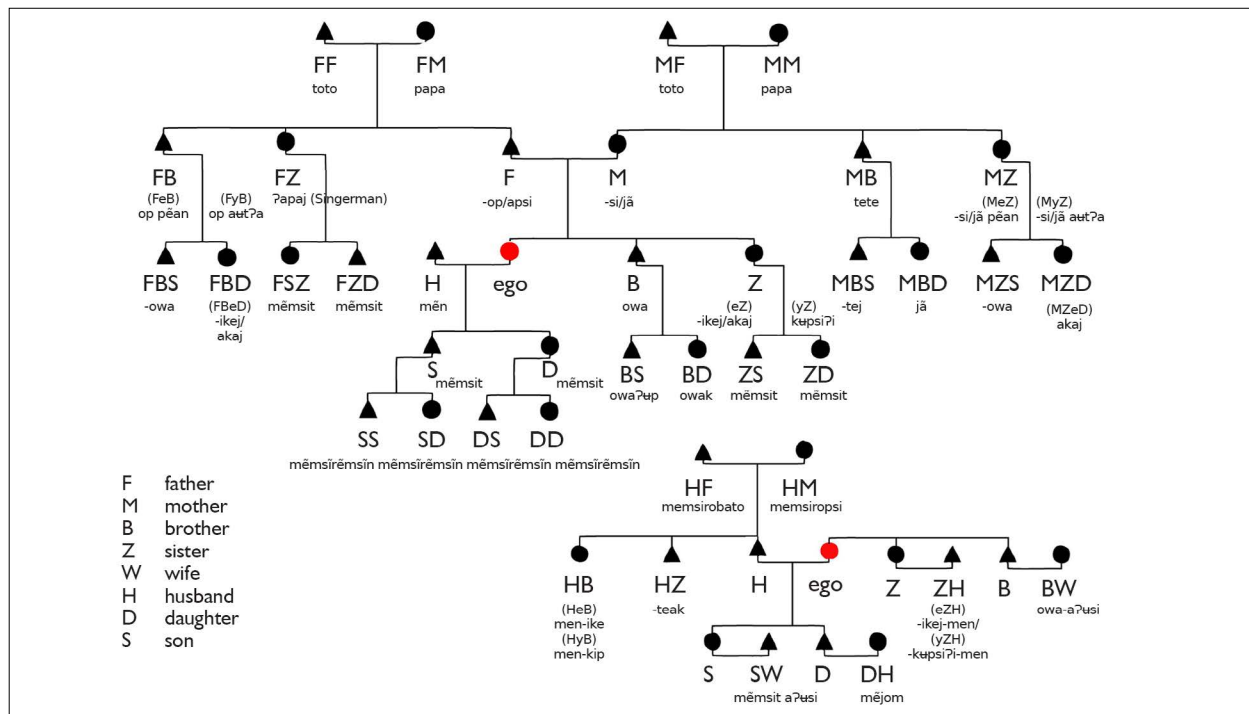 FF FM MF MM
toto papa toto papa
FB FZ F M MB MZ
(FeB) (FyB) ʔapaj (Singerman) -op/apsi -si/jã tete (MeZ) (MyZ)
op pẽan op aʉtʔa -si/jã pẽan -si/jã aʉtʔa
FBS FBD FSZ FZD H ego B Z MBS MBD MZS MZD
-owa (FBeD) mẽmsit mẽmsit mẽn owa (eZ) (yZ) -tej jã -owa (MZeD)
-ikej/ -ikej/akaj kʉpsiʔi akaj
akaj
S D BS BD ZS ZD
mẽmsit mẽmsit owaʔʉp owak mẽmsit mẽmsit
SS SD DS DD
mẽmsĩrẽmsĩn mẽmsĩrẽmsĩn mẽmsĩrẽmsĩn mẽmsĩrẽmsĩn
F father
M mother
B brother
Z sister
W wife
H husband
D daughter
S son
HF HM
memsirobato memsiropsi
HB HZ H ego Z ZH B BW
(HeB) -teak (eZH) owa-aʔʉsi
men-ike -ikej-men/
(HyB) (yZH)
men-kip -kʉpsiʔi-men
S SW D DH
mẽmsit aʔʉsi mẽjom